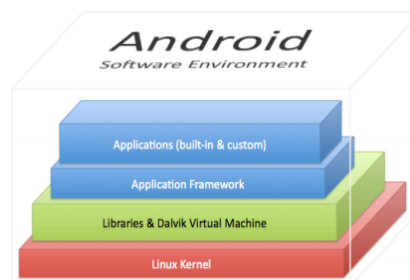 Android
Software Environment
Applications (built-in & custom)
Application Framework
Libraries & Dalvik Virtual Machine
Linux Kernel